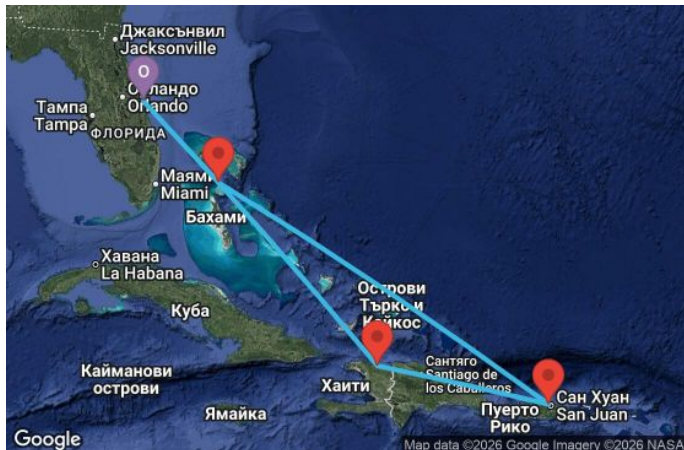 Джаксънвил
Jacksonville
O
Орландо
Orlando
Тампа
Tampa
ФЛОРИДА
Маями
Miami
Бахами
Хавана
La Habana
Куба
Острови
Търкс и
Кайкос
Кайманови
острови
Сантяго
Santiago de
los Caballeros
Хаити
Ямайка
Пуерто
Рико
Сан Хуан
San Juan
Google
Map data ©2026 Google Imagery ©2026 NASA